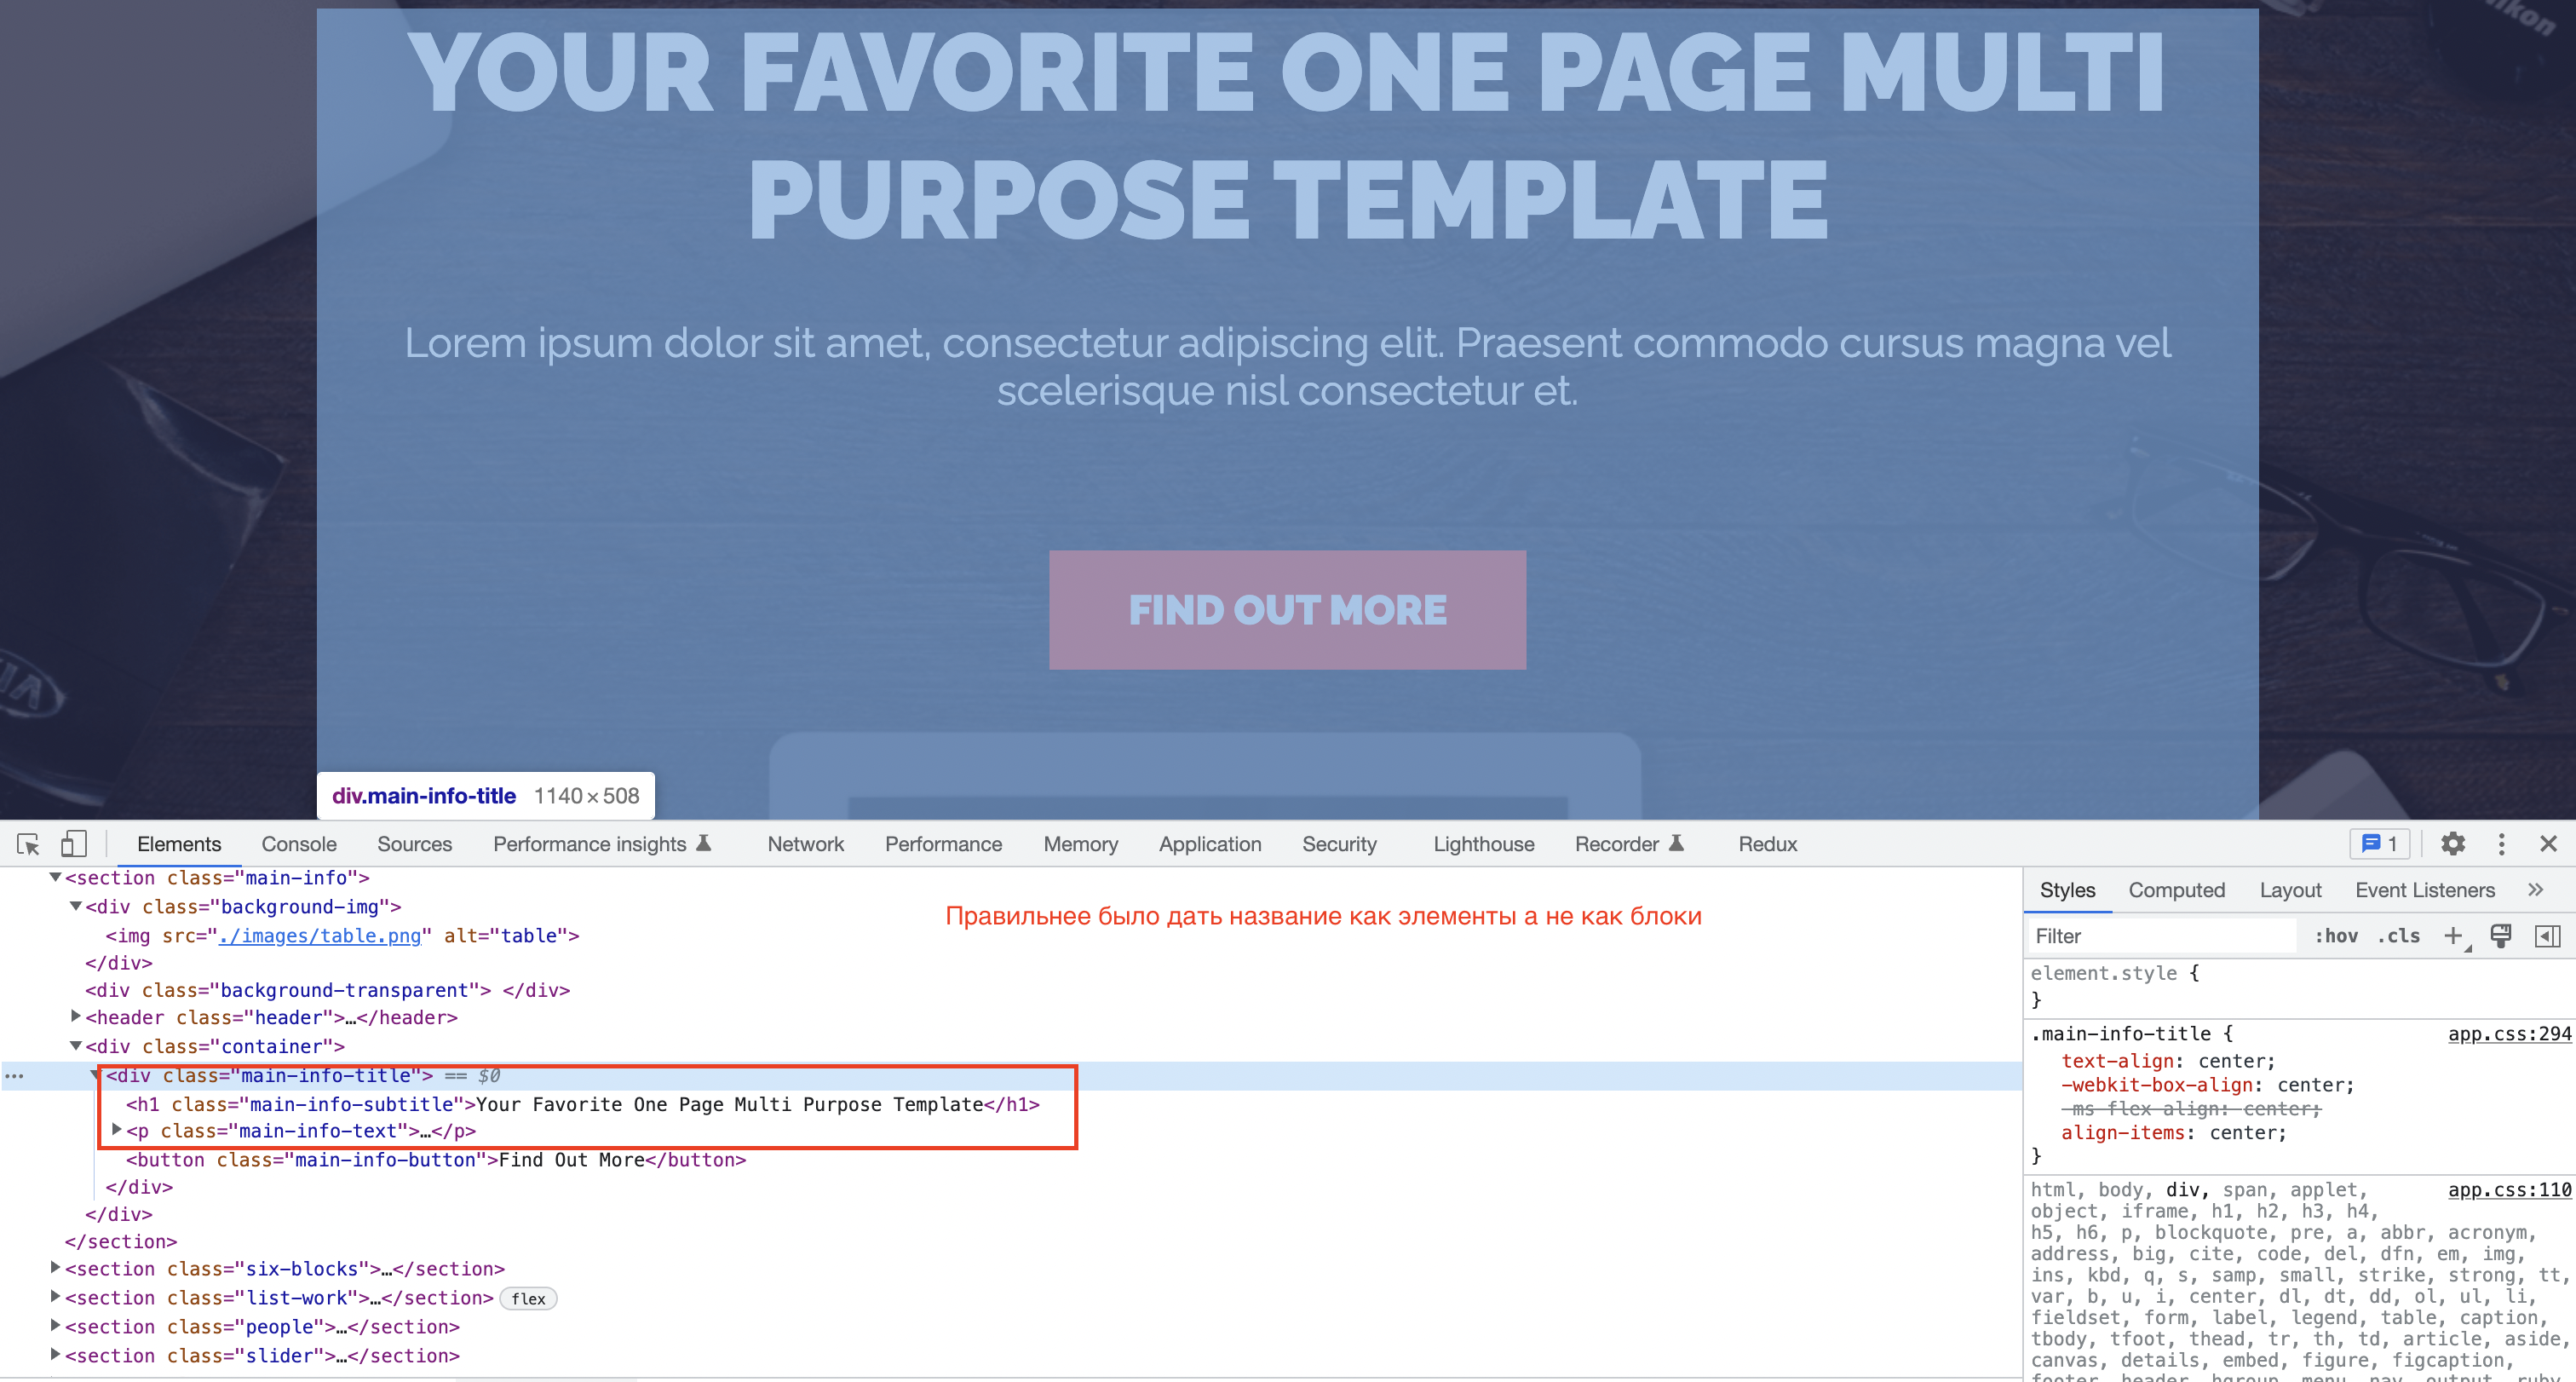 Nikon
YOUR FAVORITE ONE PAGE MULTI
PURPOSE TEMPLATE
Lorem ipsum dolor sit amet, consectetur adipiscing elit. Praesent commodo cursus magna vel
scelerisque nisl consectetur et.
FIND OUT MORE
div.main-info-title 1140×508
Elements Console Sources Performance insights Network Performance Memory Application Security Lighthouse Recorder Redux 1
<section class="main-info">
<div class="background-img">
<img src="./images/table.png" alt="table">
</div>
<div class="background-transparent"> </div>
<header class="header">…</header>
<div class="container">
<div class="main-info-title"> == $0
<h1 class="main-info-subtitle">Your Favorite One Page Multi Purpose Template</h1>
<p class="main-info-text">…</p>
<button class="main-info-button">Find Out More</button>
</div>
</div>
</section>
<section class="six-blocks">…</section>
<section class="list-work">…</section> flex
<section class="people">…</section>
<section class="slider">…</section>
Правильнее было дать название как элементы а не как блоки
Styles Computed Layout Event Listeners »
Filter :hov .cls
element.style {
}
.main-info-title { app.css:294
text-align: center;
-webkit-box-align: center;
-ms-flex-align: center;
align-items: center;
}
html, body, div, span, applet, app.css:110
object, iframe, h1, h2, h3, h4,
h5, h6, p, blockquote, pre, a, abbr, acronym,
address, big, cite, code, del, dfn, em, img,
ins, kbd, q, s, samp, small, strike, strong, tt,
var, b, u, i, center, dl, dt, dd, ol, ul, li,
fieldset, form, label, legend, table, caption,
tbody, tfoot, thead, tr, th, td, article, aside,
canvas, details, embed, figure, figcaption,
footer, header, hgroup, menu, nav, output, ruby,